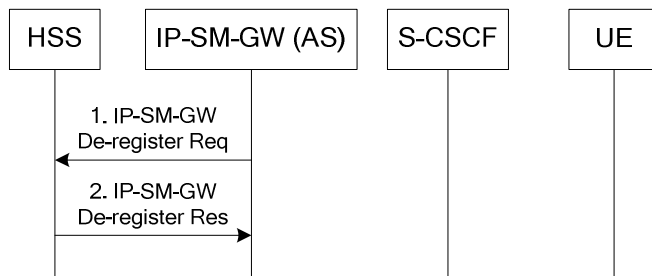 HSS
IP-SM-GW (AS)
S-CSCF
UE
1. IP-SM-GW
De-register Req
2. IP-SM-GW
De-register Res